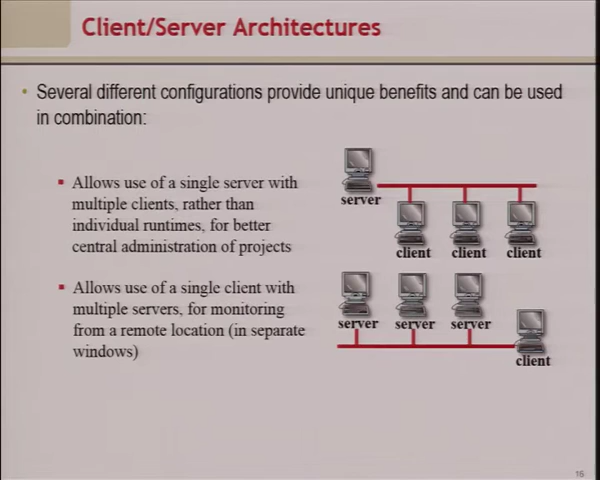 Client/Server Architectures
• Several different configurations provide unique benefits and can be used
in combination:
▪ Allows use of a single server with
multiple clients, rather than
individual runtimes, for better
central administration of projects
server
client client client
▪ Allows use of a single client with
multiple servers, for monitoring
from a remote location (in separate
windows)
server server server
client
16